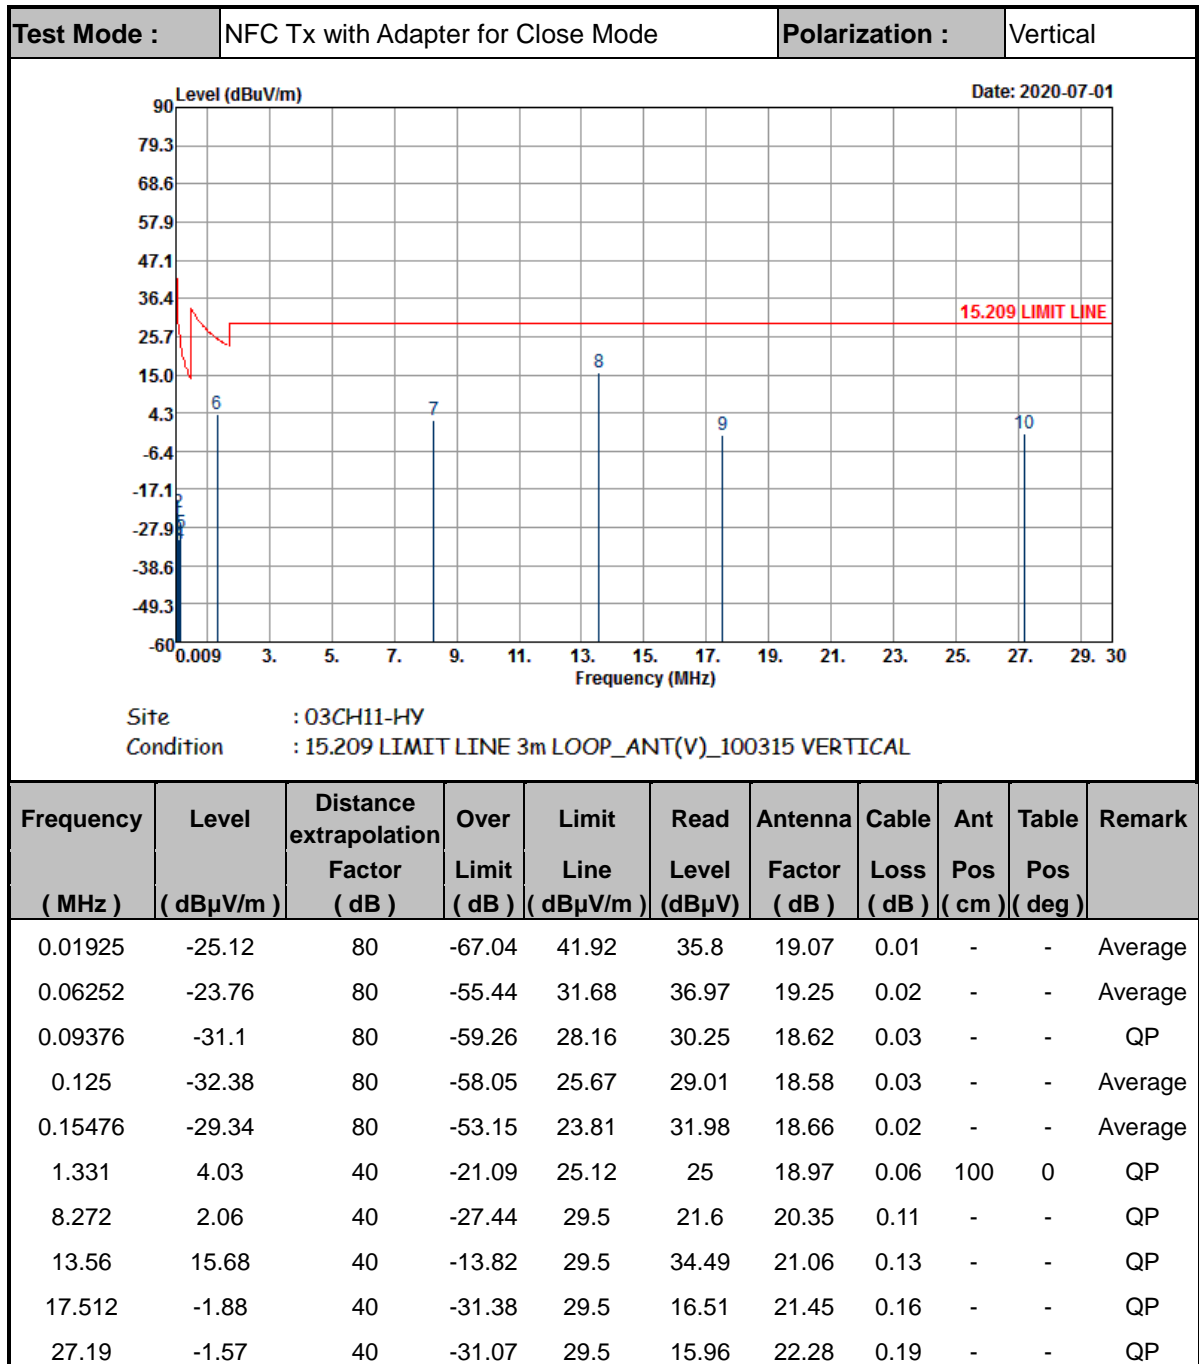 Test Mode : NFC Tx with Adapter for Close Mode Polarization : Vertical
Level (dBuV/m) Date: 2020-07-01
90
79.3
68.6
57.9
47.1
36.4
15.209 LIMIT LINE
25.7
8
15.0
6 7
4.3
9 10
-6.4
-17.1
2
-27.9
-38.6
-49.3
-60
0.009 3. 5. 7. 9. 11. 13. 15. 17. 19. 21. 23. 25. 27. 29. 30
Frequency (MHz)
Site : 03CH11-HY
Condition : 15.209 LIMIT LINE 3m LOOP_ANT(V)_100315 VERTICAL
Frequency Level Distance extrapolation Over Limit Read Antenna Cable Ant Table Remark
Factor Limit Line Level Factor Loss Pos Pos
( MHz ) ( dBµV/m ) ( dB ) ( dB ) ( dBµV/m ) (dBµV) ( dB ) ( dB ) ( cm ) ( deg )
0.01925 -25.12 80 -67.04 41.92 35.8 19.07 0.01 - - Average
0.06252 -23.76 80 -55.44 31.68 36.97 19.25 0.02 - - Average
0.09376 -31.1 80 -59.26 28.16 30.25 18.62 0.03 - - QP
0.125 -32.38 80 -58.05 25.67 29.01 18.58 0.03 - - Average
0.15476 -29.34 80 -53.15 23.81 31.98 18.66 0.02 - - Average
1.331 4.03 40 -21.09 25.12 25 18.97 0.06 100 0 QP
8.272 2.06 40 -27.44 29.5 21.6 20.35 0.11 - - QP
13.56 15.68 40 -13.82 29.5 34.49 21.06 0.13 - - QP
17.512 -1.88 40 -31.38 29.5 16.51 21.45 0.16 - - QP
27.19 -1.57 40 -31.07 29.5 15.96 22.28 0.19 - - QP